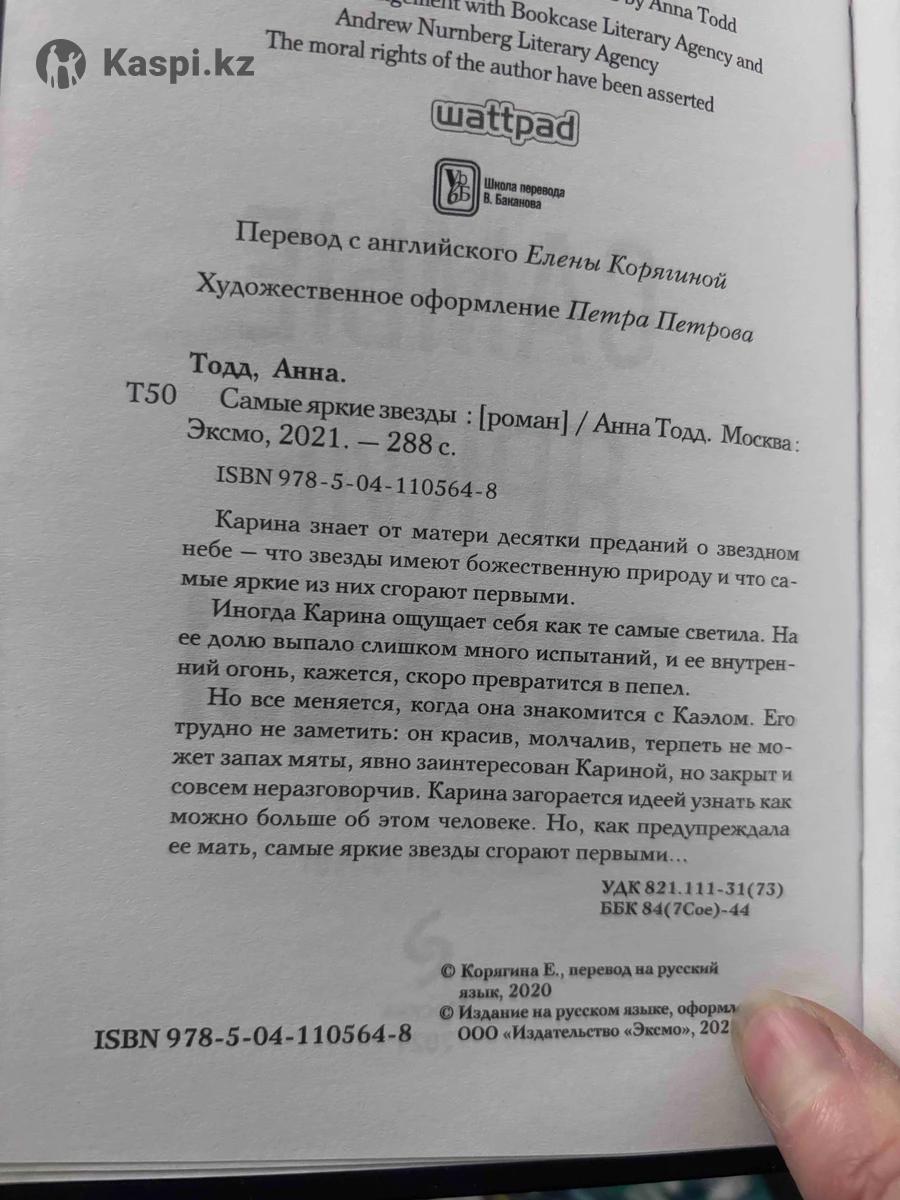 Kaspi.kz
by Anna Todd
with Bookcase Literary Agency and
Andrew Nurnberg Literary Agency
The moral rights of the author have been asserted
wattpad
Школа перевода
В. Баканова
Перевод с английского Елены Корягиной
Художественное оформление Петра Петрова
Тодд, Анна.
Т50 Самые яркие звезды : [роман] / Анна Тодд. Москва :
Эксмо, 2021. — 288 с.
ISBN 978-5-04-110564-8
Карина знает от матери десятки преданий о звездном
небе — что звезды имеют божественную природу и что са-
мые яркие из них сгорают первыми.
Иногда Карина ощущает себя как те самые светила. На
ее долю выпало слишком много испытаний, и ее внутрен-
ний огонь, кажется, скоро превратится в пепел.
Но все меняется, когда она знакомится с Каэлом. Его
трудно не заметить: он красив, молчалив, терпеть не мо-
жет запах мяты, явно заинтересован Кариной, но закрыт и
совсем неразговорчив. Карина загорается идеей узнать как
можно больше об этом человеке. Но, как предупреждала
ее мать, самые яркие звезды сгорают первыми...
УДК 821.111-31(73)
ББК 84(7Сое)-44
© Корягина Е., перевод на русский
язык, 2020
© Издание на русском языке,
ООО «Издательство «Эксмо»,
ISBN 978-5-04-110564-8